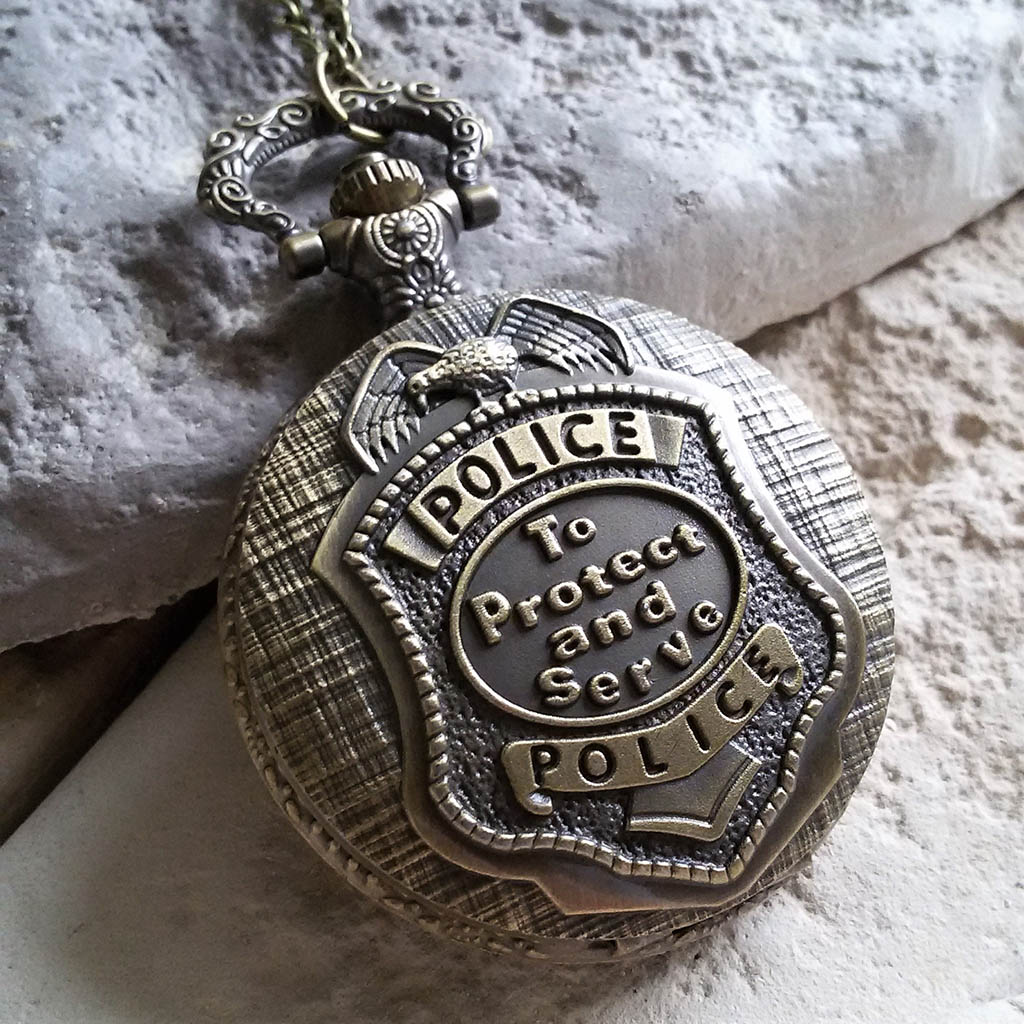 POLICE
To
Protect
and
Serve
POLICE